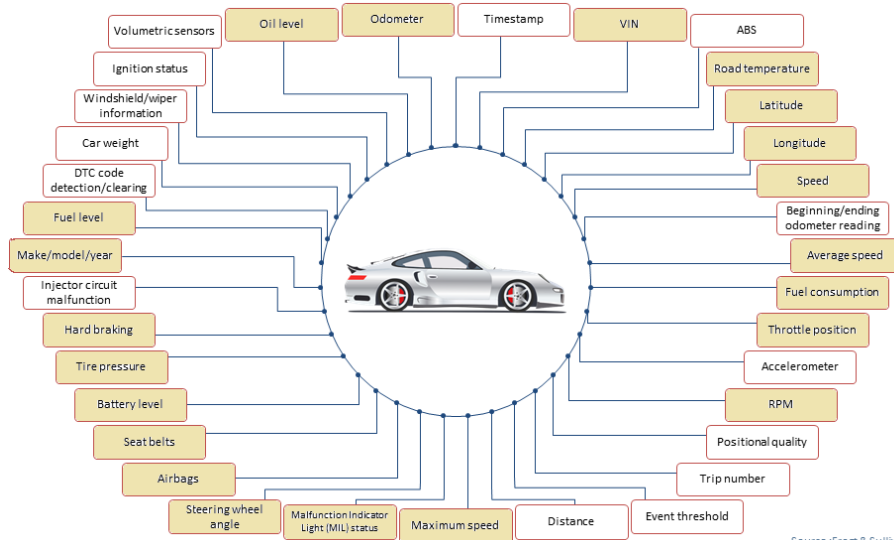 Volumetric sensors
Oil level
Odometer
Timestamp
VIN
ABS
Ignition status
Road temperature
Windshield/wiper
information
Latitude
Car weight
Longitude
DTC code
detection/clearing
Speed
Fuel level
Beginning/ending
odometer reading
Make/model/year
Average speed
Injector circuit
malfunction
Fuel consumption
Hard braking
Throttle position
Tire pressure
Accelerometer
Battery level
RPM
Seat belts
Positional quality
Airbags
Trip number
Steering wheel
angle
Malfunction Indicator
Light (MIL) status
Maximum speed
Distance
Event threshold